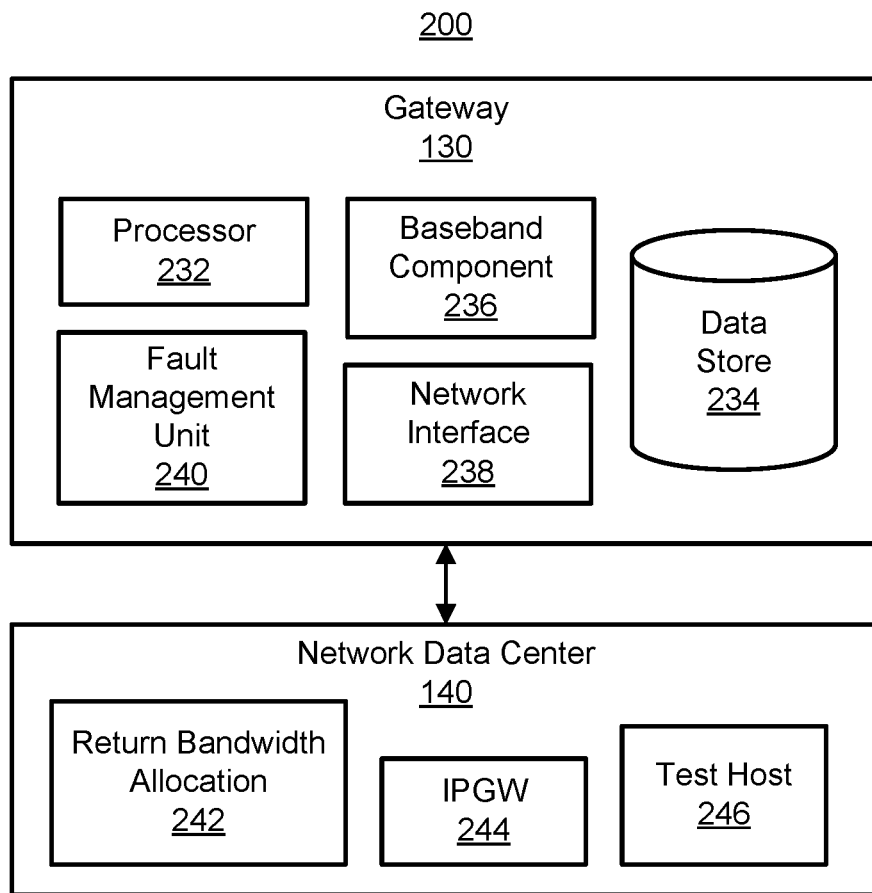 200
Gateway
130
Processor
232
Baseband
Component
236
Data
Store
234
Fault
Management
Unit
240
Network
Interface
238
Network Data Center
140
Return Bandwidth
Allocation
242
IPGW
244
Test Host
246